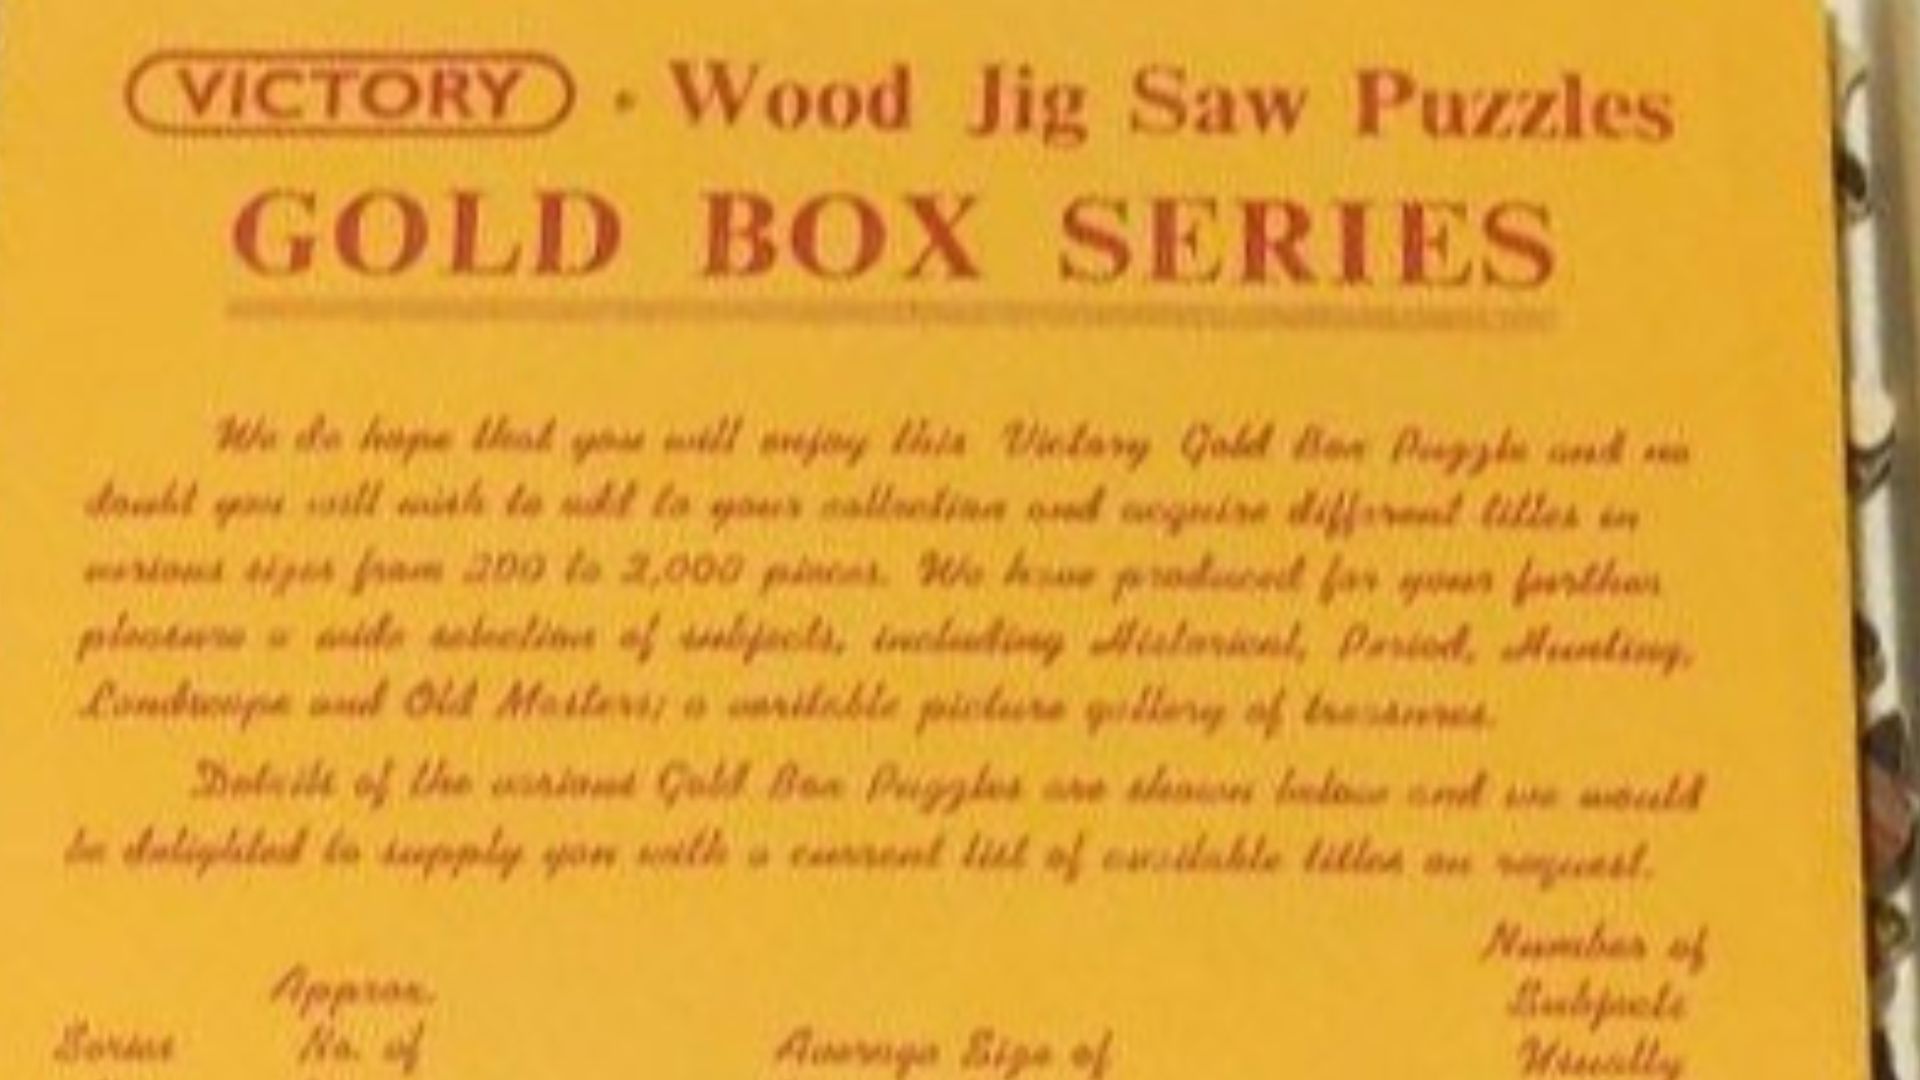 VICTORY · Wood Jig Saw Puzzles
GOLD BOX SERIES
We do hope that you will enjoy this Victory Gold Box Puzzle and no
doubt you will wish to add to your collection and acquire different titles in
various sizes from 200 to 2,000 pieces. We have produced for your further
pleasure a wide selection of subjects, including Historical, Period, Hunting,
Landscape and Old Masters; a veritable picture gallery of treasures.
Details of the various Gold Box Puzzles are shown below and we would
be delighted to supply you with a current list of available titles on request.
Number of
Approx.
Subjects
Series No. of Average Size of Usually